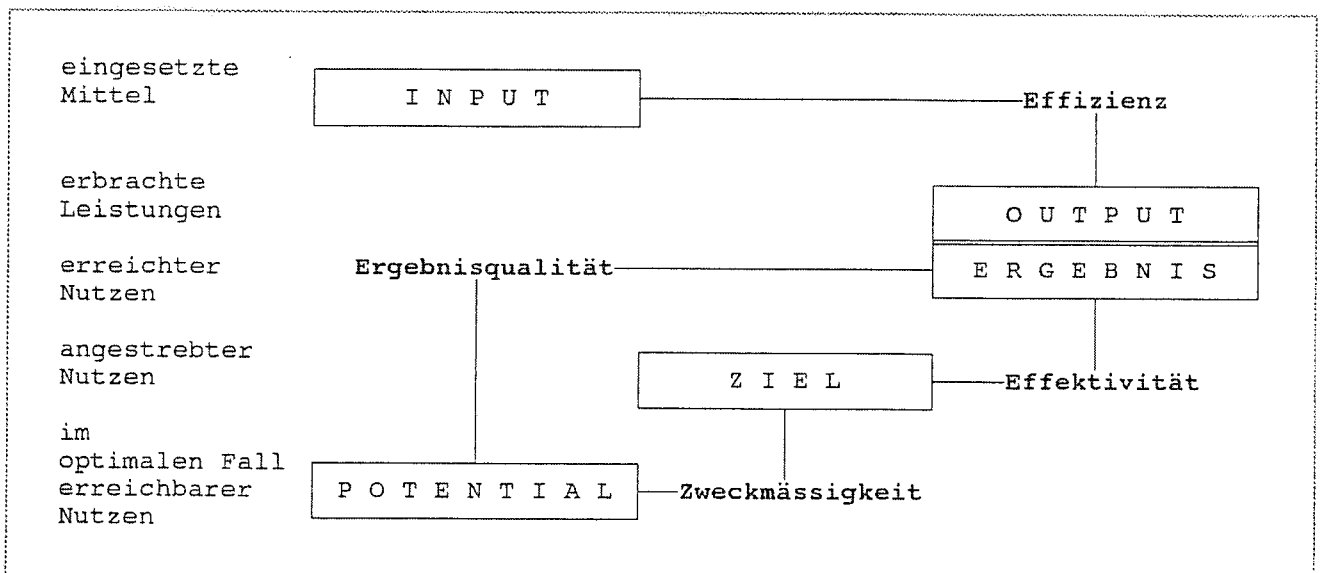 eingesetzte
Mittel
I N P U T
Effizienz
erbrachte
Leistungen
O U T P U T
erreichter
Nutzen
Ergebnisqualität
E R G E B N I S
angestrebter
Nutzen
Z I E L
Effektivität
im
optimalen Fall
erreichbarer
Nutzen
P O T E N T I A L
Zweckmässigkeit